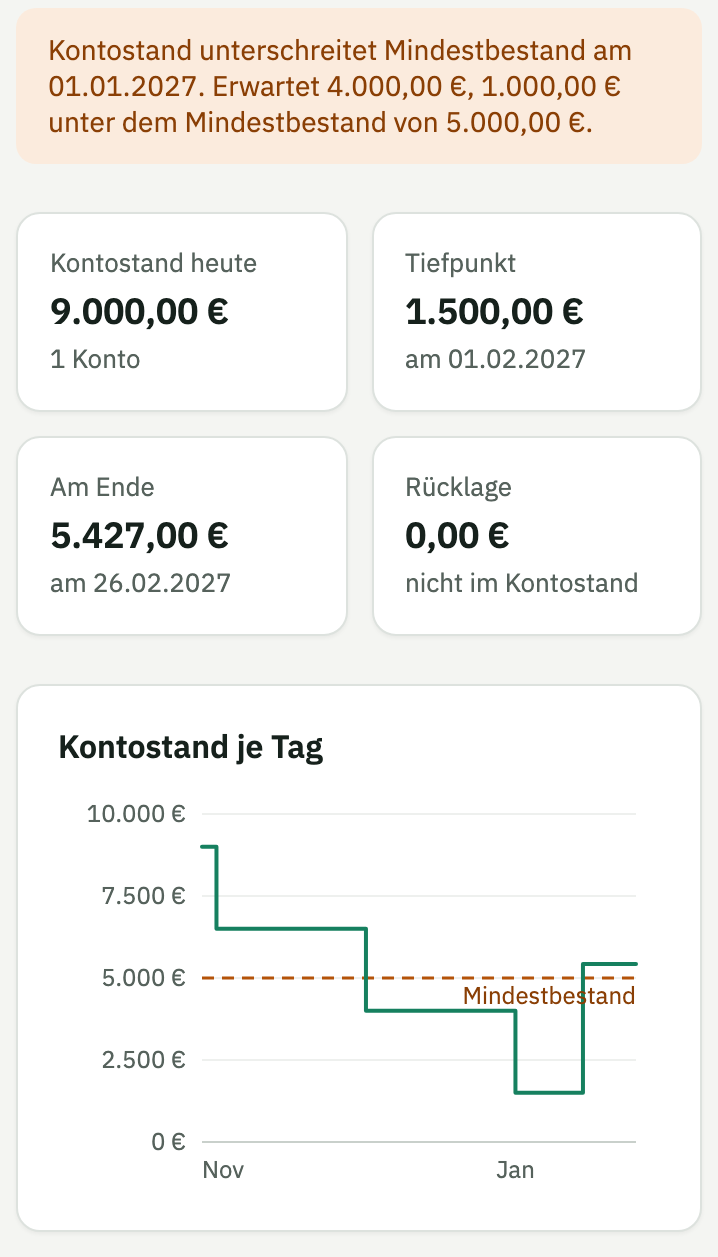 Kontostand unterschreitet Mindestbestand am
01.01.2027. Erwartet 4.000,00 €, 1.000,00 €
unter dem Mindestbestand von 5.000,00 €.
Kontostand heute
9.000,00 €
1 Konto
Tiefpunkt
1.500,00 €
am 01.02.2027
Am Ende
5.427,00 €
am 26.02.2027
Rücklage
0,00 €
nicht im Kontostand
Kontostand je Tag
10.000 €
7.500 €
5.000 €
Mindestbestand
2.500 €
0 €
Nov
Jan